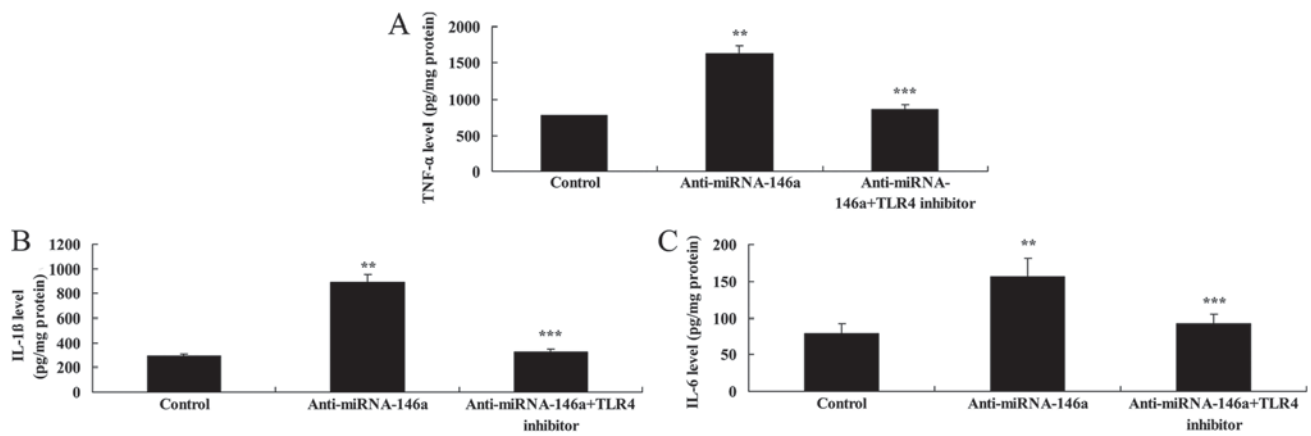 A
TNF-α level (pg/mg protein)
2000
1500
1000
500
0
**
***
Control
Anti-miRNA-146a
Anti-miRNA-
146a+TLR4 inhibitor
B
IL-1ß level
(pg/mg protein)
1200
1000
800
600
400
200
0
**
***
Control
Anti-miRNA-146a
Anti-miRNA-146a+TLR4
inhibitor
C
IL-6 level (pg/mg protein)
200
150
100
50
0
**
***
Control
Anti-miRNA-146a
Anti-miRNA-146a+TLR4
inhibitor